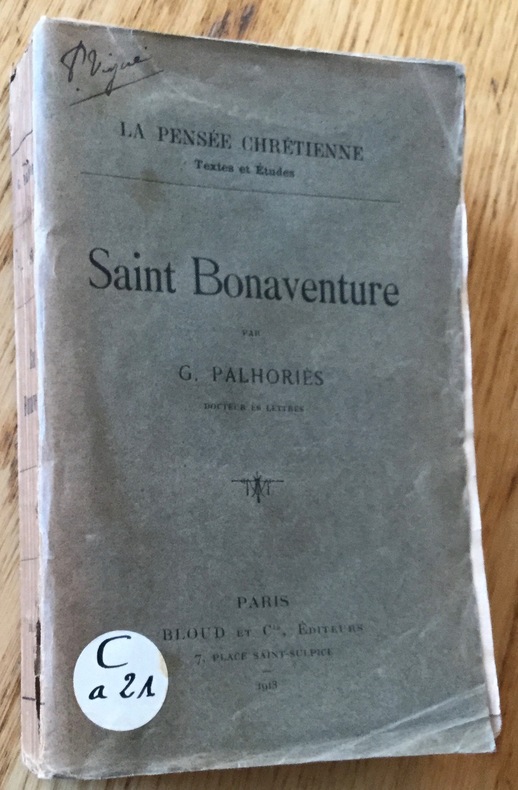 P. Vigué
LA PENSÉE CHRÉTIENNE
Textes et Études
Saint Bonaventure
PAR
G. PALHORIÈS
DOCTEUR ÈS LETTRES
PARIS
BLOUD ET Cie, ÉDITEURS
7, PLACE SAINT-SULPICE
1913
C
a 21